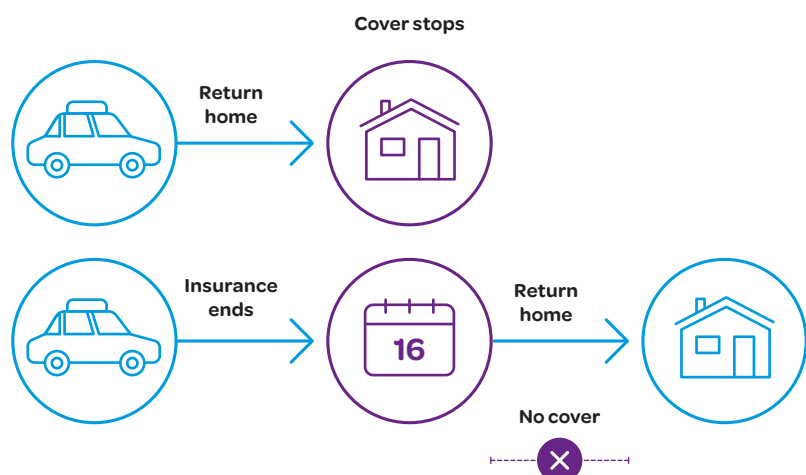 Cover stops
Return
home
Insurance
ends
16
Return
home
No cover